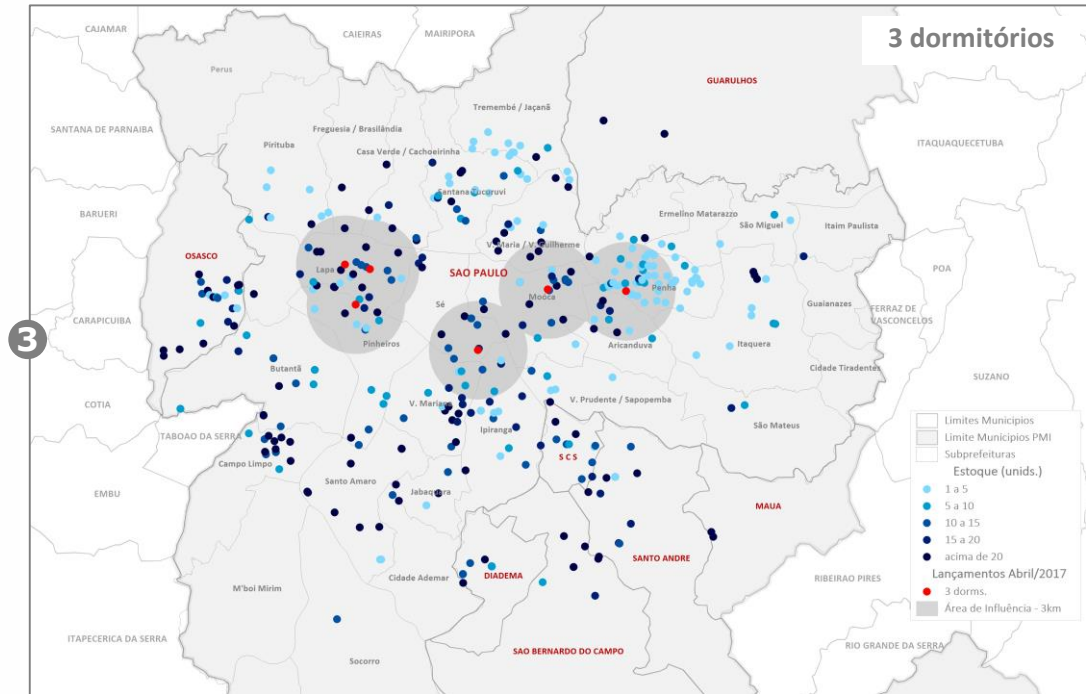 3 dormitórios
CAJAMAR
CAIEIRAS
MAIRIPORA
Perus
GUARULHOS
Tremembé / Jaçanã
SANTANA DE PARNAIBA
Freguesia / Brasilândia
Pirituba
Casa Verde / Cachoeirinha
ITAQUAQUECETUBA
BARUERI
Ermelino Matarazzo
São Miguel
Itaim Paulista
V. Maria / V. Guilherme
OSASCO
Lapa
SAO PAULO
POA
Penha
Mooca
Guaianazes
Sé
FERRAZ DE
VASCONCELOS
CARAPICUIBA
3
Pinheiros
Aricanduva
Itaquera
Butantã
Cidade Tiradentes
SUZANO
COTIA
V. Mariana
V. Prudente / Sapopemba
São Mateus
Ipiranga
TABOAO DA SERRA
Campo Limpo
S C S
Santo Amaro
Jabaquara
EMBU
MAUA
SANTO ANDRE
Cidade Ademar
DIADEMA
M'boi Mirim
RIBEIRAO PIRES
ITAPECERICA DA SERRA
SAO BERNARDO DO CAMPO
RIO GRANDE DA SERRA
Socorro
Limites Municipios
Limite Municipios PMI
Subprefeituras
Estoque (unids.)
1 a 5
5 a 10
10 a 15
15 a 20
acima de 20
Lançamentos Abril/2017
3 dorms.
Área de Influência - 3km